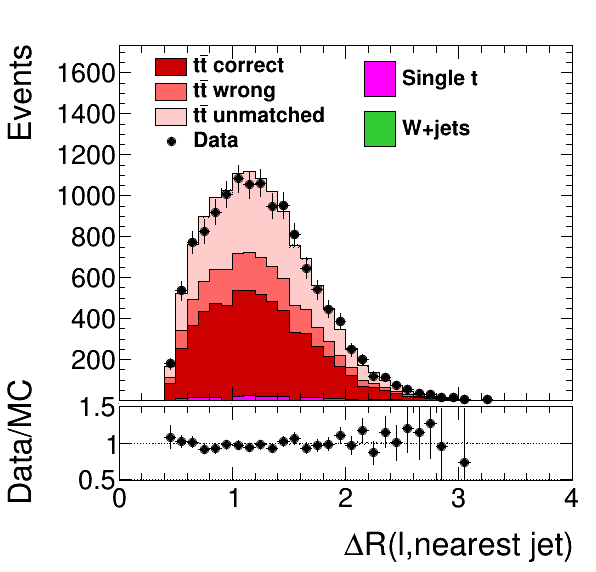 Events
1600
1400
1200
1000
800
600
400
200
tt̄ correct
tt̄ wrong
tt̄ unmatched
Data
Single t
W+jets
Data/MC
1.5
1
0.5
0 1 2 3 4
ΔR(l,nearest jet)